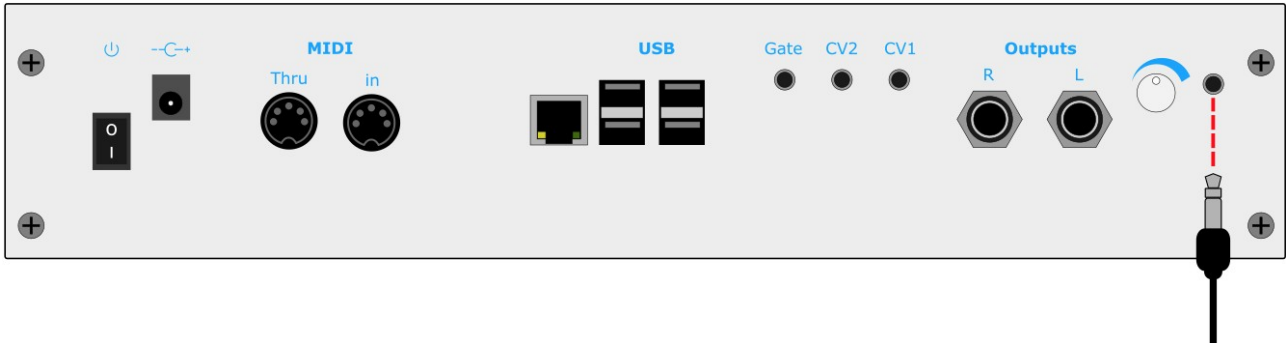 MIDI
Thru
in
USB
Gate
CV2
CV1
Outputs
R
L
O
I